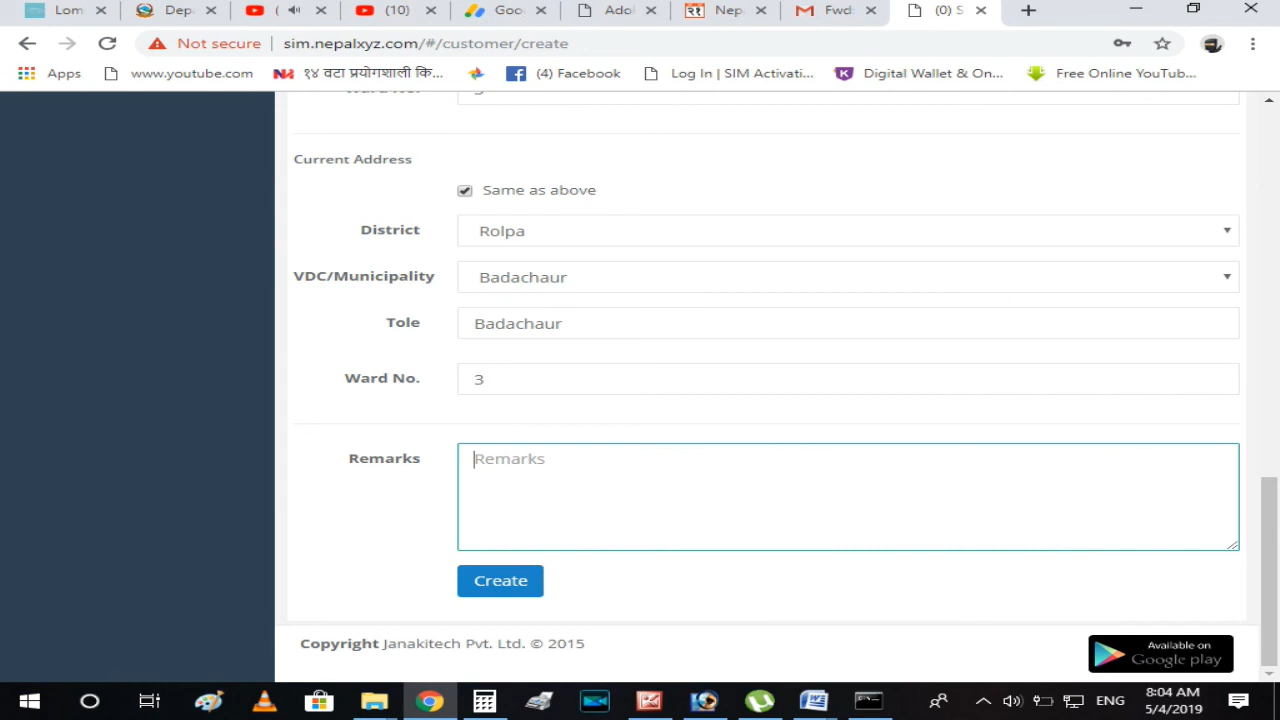 Lom
Dep
(10)
Goo
Adol
Nep
Fwd:
(0) S
Not secure
sim.nepalxyz.com/#/customer/create
Apps
www.youtube.com
१४ वटा प्रयोगशाली कि...
(4) Facebook
Log In | SIM Activati...
Digital Wallet & On...
Free Online YouTub...
Current Address
Same as above
District
Rolpa
VDC/Municipality
Badachaur
Tole
Badachaur
Ward No.
3
Remarks
Remarks
Create
Copyright Janakitech Pvt. Ltd. © 2015
Available on
Google play
ENG
8:04 AM
5/4/2019